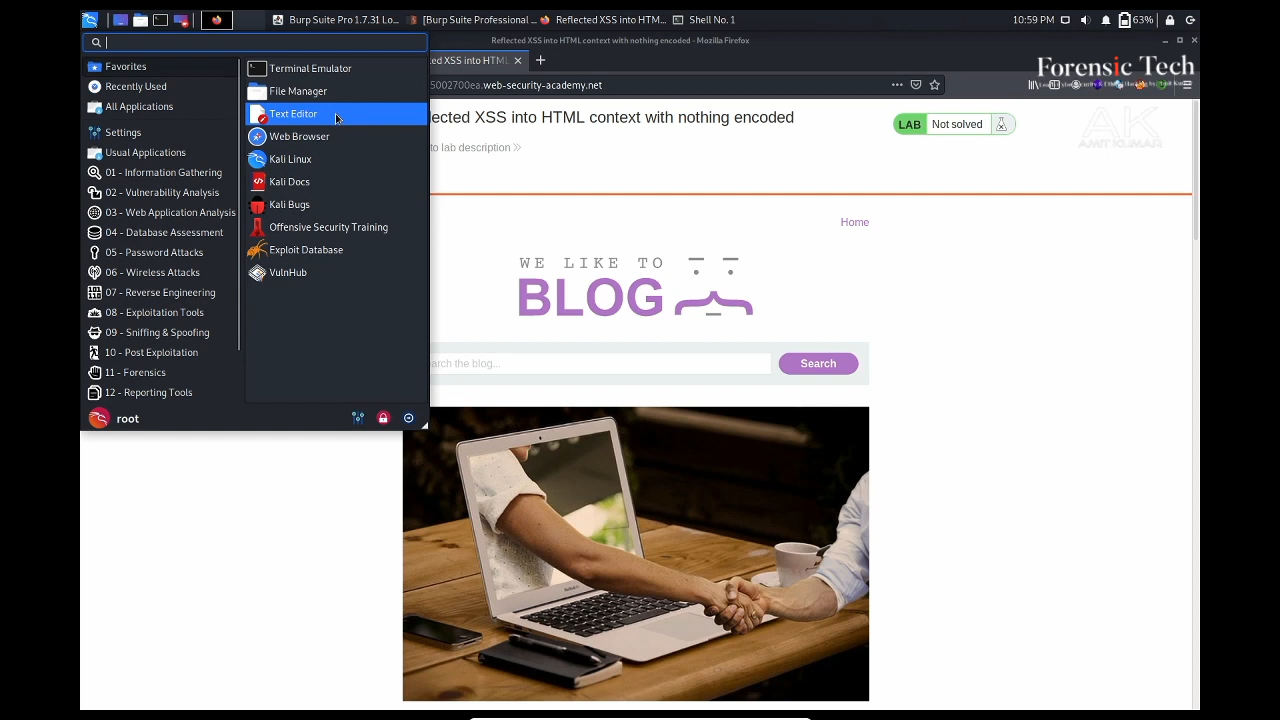 Burp Suite Pro 1.7.31 Lo...
[Burp Suite Professional ...
Reflected XSS into HTM...
Shell No. 1
10:59 PM
63%
Reflected XSS into HTML context with nothing encoded - Mozilla Firefox
ed XSS into HTML
Forensic Tech
5002700ea.web-security-academy.net
Favorites
Recently Used
All Applications
Settings
Usual Applications
01 - Information Gathering
02 - Vulnerability Analysis
03 - Web Application Analysis
04 - Database Assessment
05 - Password Attacks
06 - Wireless Attacks
07 - Reverse Engineering
08 - Exploitation Tools
09 - Sniffing & Spoofing
10 - Post Exploitation
11 - Forensics
12 - Reporting Tools
root
Terminal Emulator
File Manager
Text Editor
Web Browser
Kali Linux
Kali Docs
Kali Bugs
Offensive Security Training
Exploit Database
VulnHub
lected XSS into HTML context with nothing encoded
to lab description
LAB
Not solved
AK
AMIT KUMAR
Home
WE LIKE TO
BLOG
arch the blog...
Search